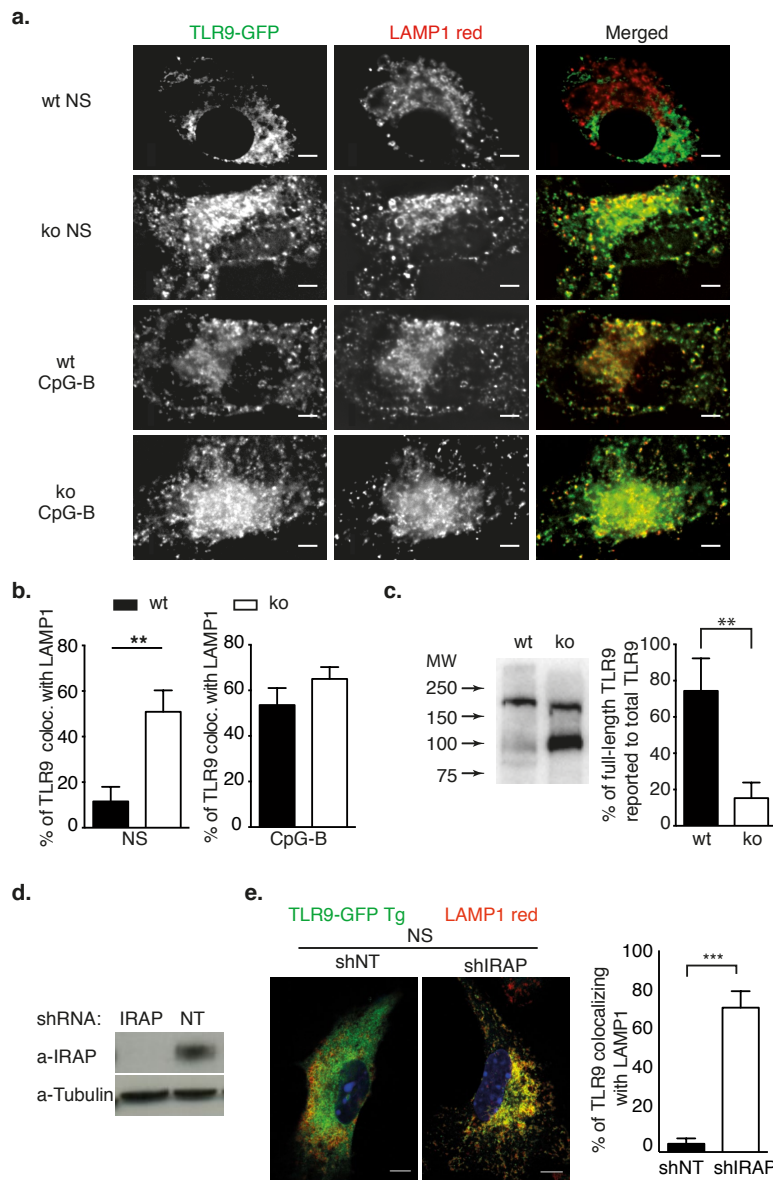 a.
TLR9-GFP LAMP1 red Merged
wt NS
ko NS
wt
CpG-B
ko
CpG-B
b.
wt ko
% of TLR9 coloc. with LAMP1
80
60
40
20
0
**
NS
% of TLR9 coloc. with LAMP1
80
60
40
20
0
CpG-B
c.
wt ko
MW
250
150
100
75
% of full-length TLR9
reported to total TLR9
100
80
60
40
20
0
**
wt ko
d.
shRNA: IRAP NT
a-IRAP
a-Tubulin
e.
TLR9-GFP Tg LAMP1 red
NS
shNT shIRAP
% of TLR9 colocalizing
with LAMP1
100
80
60
40
20
0
***
shNT shIRAP